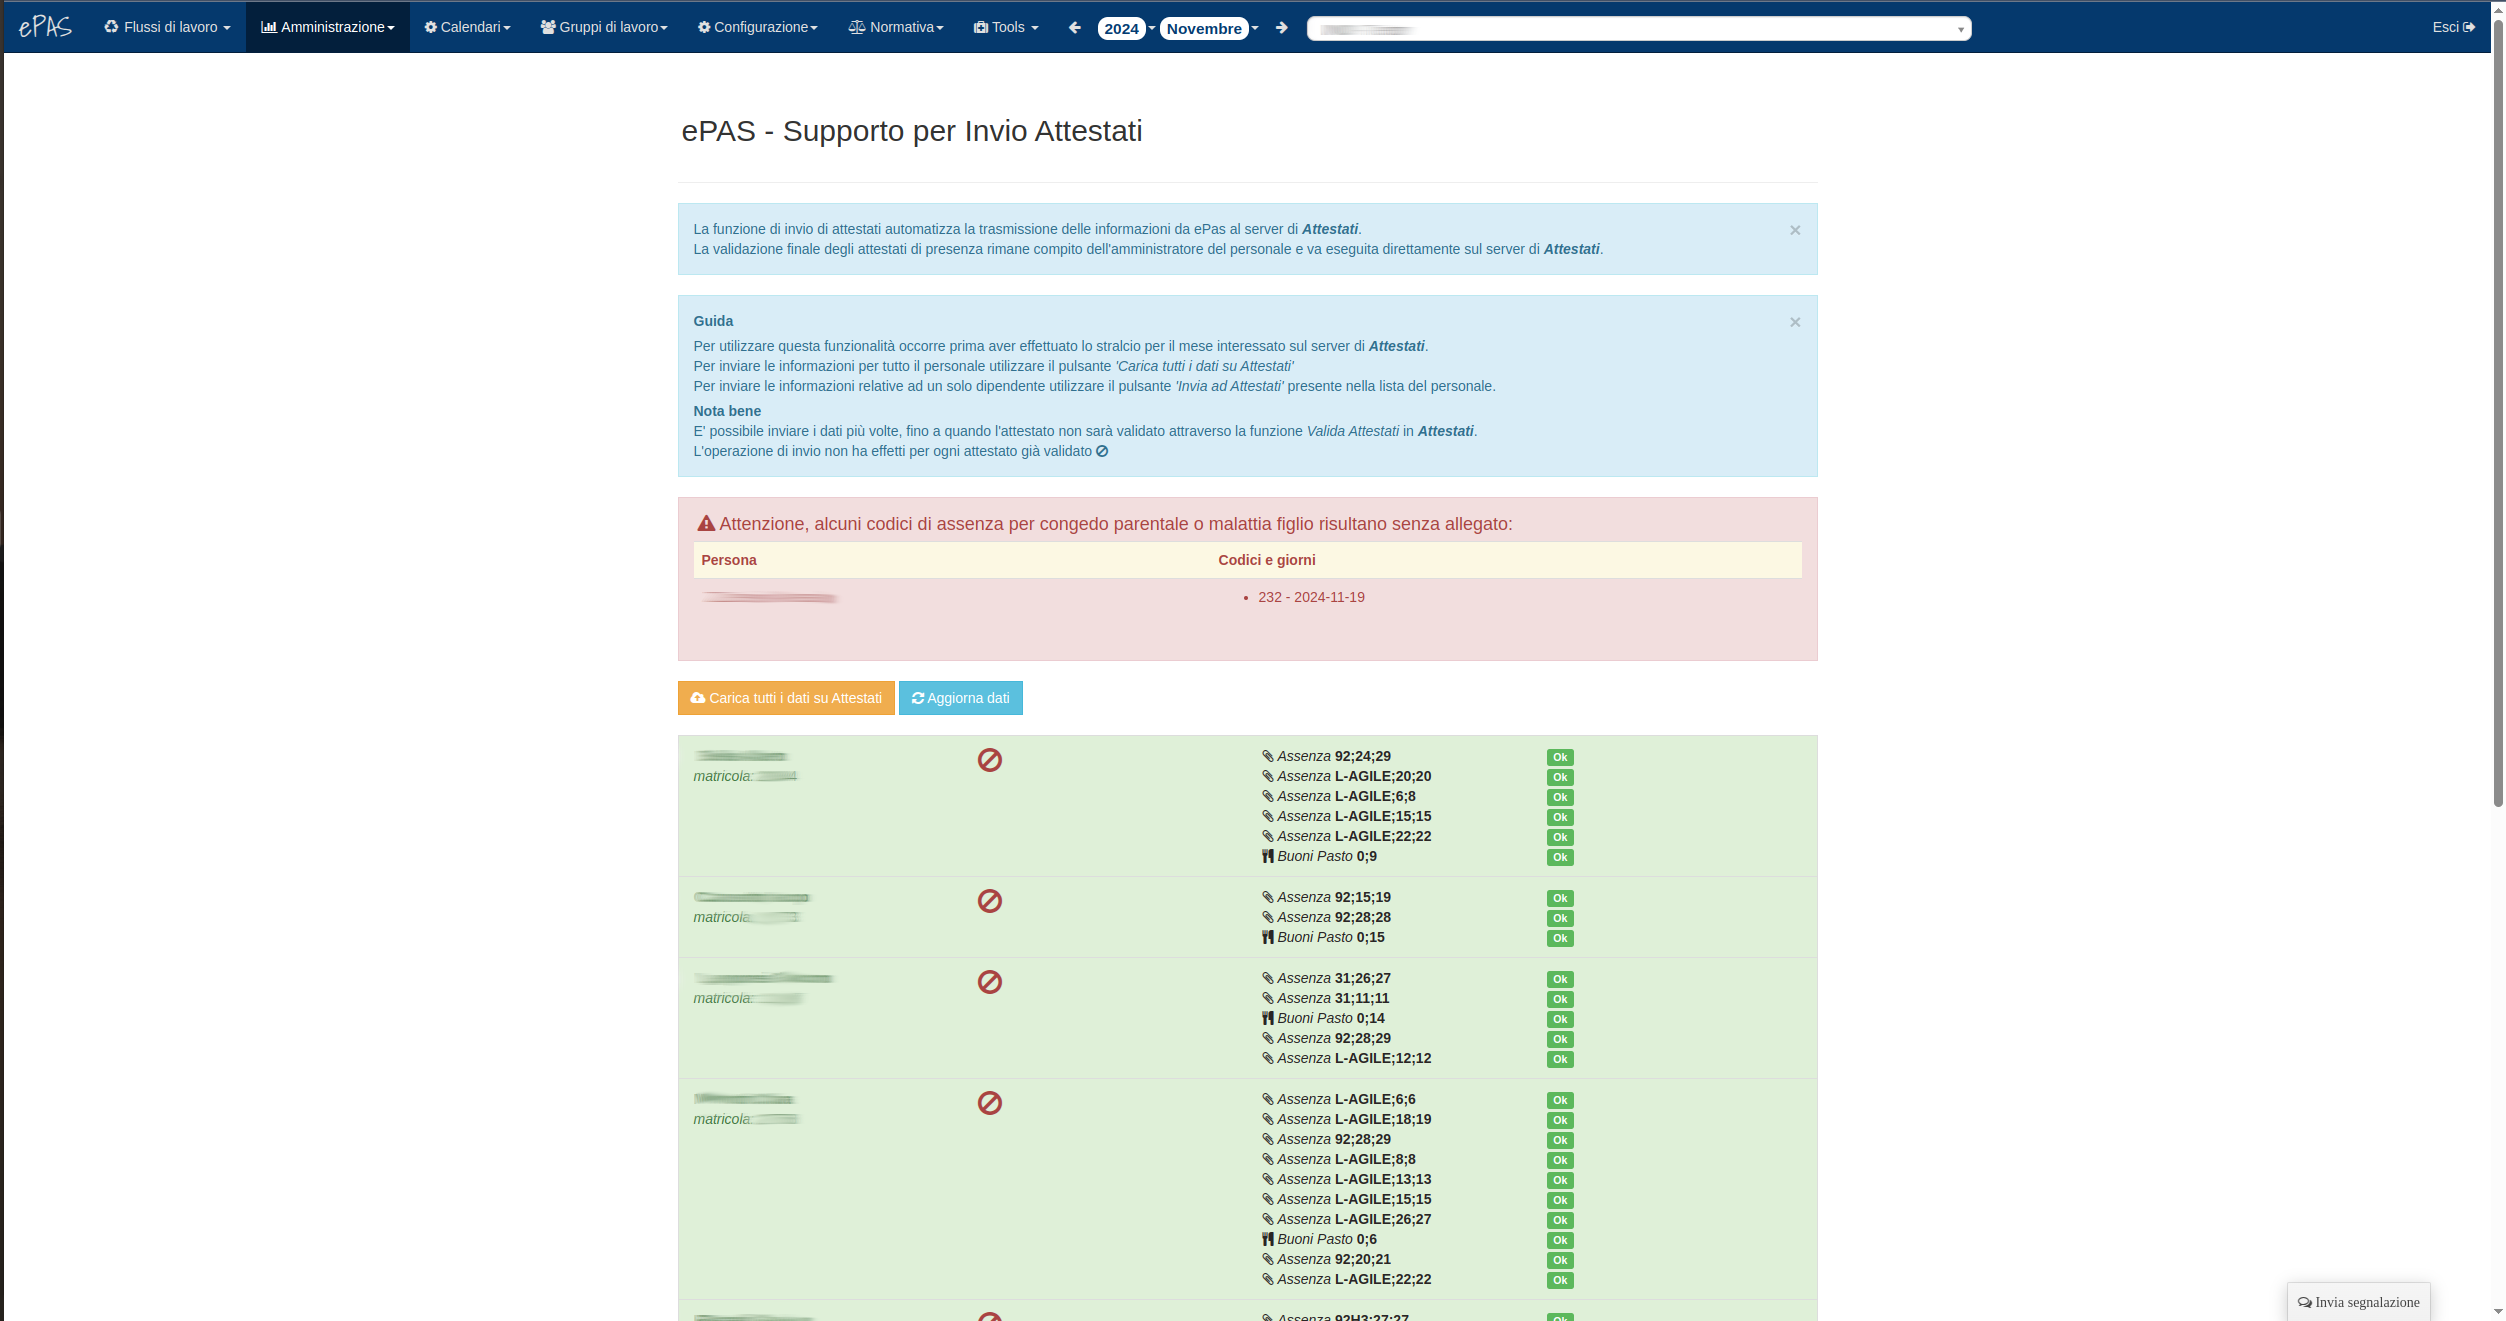 ePAS Flussi di lavoro Amministrazione Calendari Gruppi di lavoro Configurazione Normativa Tools 2024 Novembre Esci
ePAS - Supporto per Invio Attestati
La funzione di invio di attestati automatizza la trasmissione delle informazioni da ePas al server di Attestati.
La validazione finale degli attestati di presenza rimane compito dell'amministratore del personale e va eseguita direttamente sul server di Attestati.
Guida
Per utilizzare questa funzionalità occorre prima aver effettuato lo stralcio per il mese interessato sul server di Attestati.
Per inviare le informazioni per tutto il personale utilizzare il pulsante 'Carica tutti i dati su Attestati'
Per inviare le informazioni relative ad un solo dipendente utilizzare il pulsante 'Invia ad Attestati' presente nella lista del personale.
Nota bene
E' possibile inviare i dati più volte, fino a quando l'attestato non sarà validato attraverso la funzione Valida Attestati in Attestati.
L'operazione di invio non ha effetti per ogni attestato già validato
Attenzione, alcuni codici di assenza per congedo parentale o malattia figlio risultano senza allegato:
Persona Codici e giorni
• 232 - 2024-11-19
Carica tutti i dati su Attestati Aggiorna dati
Assenza 92;24;29 Ok
matricola: Assenza L-AGILE;20;20 Ok
Assenza L-AGILE;6;8 Ok
Assenza L-AGILE;15;15 Ok
Assenza L-AGILE;22;22 Ok
Buoni Pasto 0;9 Ok
Assenza 92;15;19 Ok
matricola Assenza 92;28;28 Ok
Buoni Pasto 0;15 Ok
Assenza 31;26;27 Ok
matricola: Assenza 31;11;11 Ok
Buoni Pasto 0;14 Ok
Assenza 92;28;29 Ok
Assenza L-AGILE;12;12 Ok
Assenza L-AGILE;6;6 Ok
matricola Assenza L-AGILE;18;19 Ok
Assenza 92;28;29 Ok
Assenza L-AGILE;8;8 Ok
Assenza L-AGILE;13;13 Ok
Assenza L-AGILE;15;15 Ok
Assenza L-AGILE;26;27 Ok
Buoni Pasto 0;6 Ok
Assenza 92;20;21 Ok
Assenza L-AGILE;22;22 Ok
Assenza 92H3;27;27 Ok
Invia segnalazione